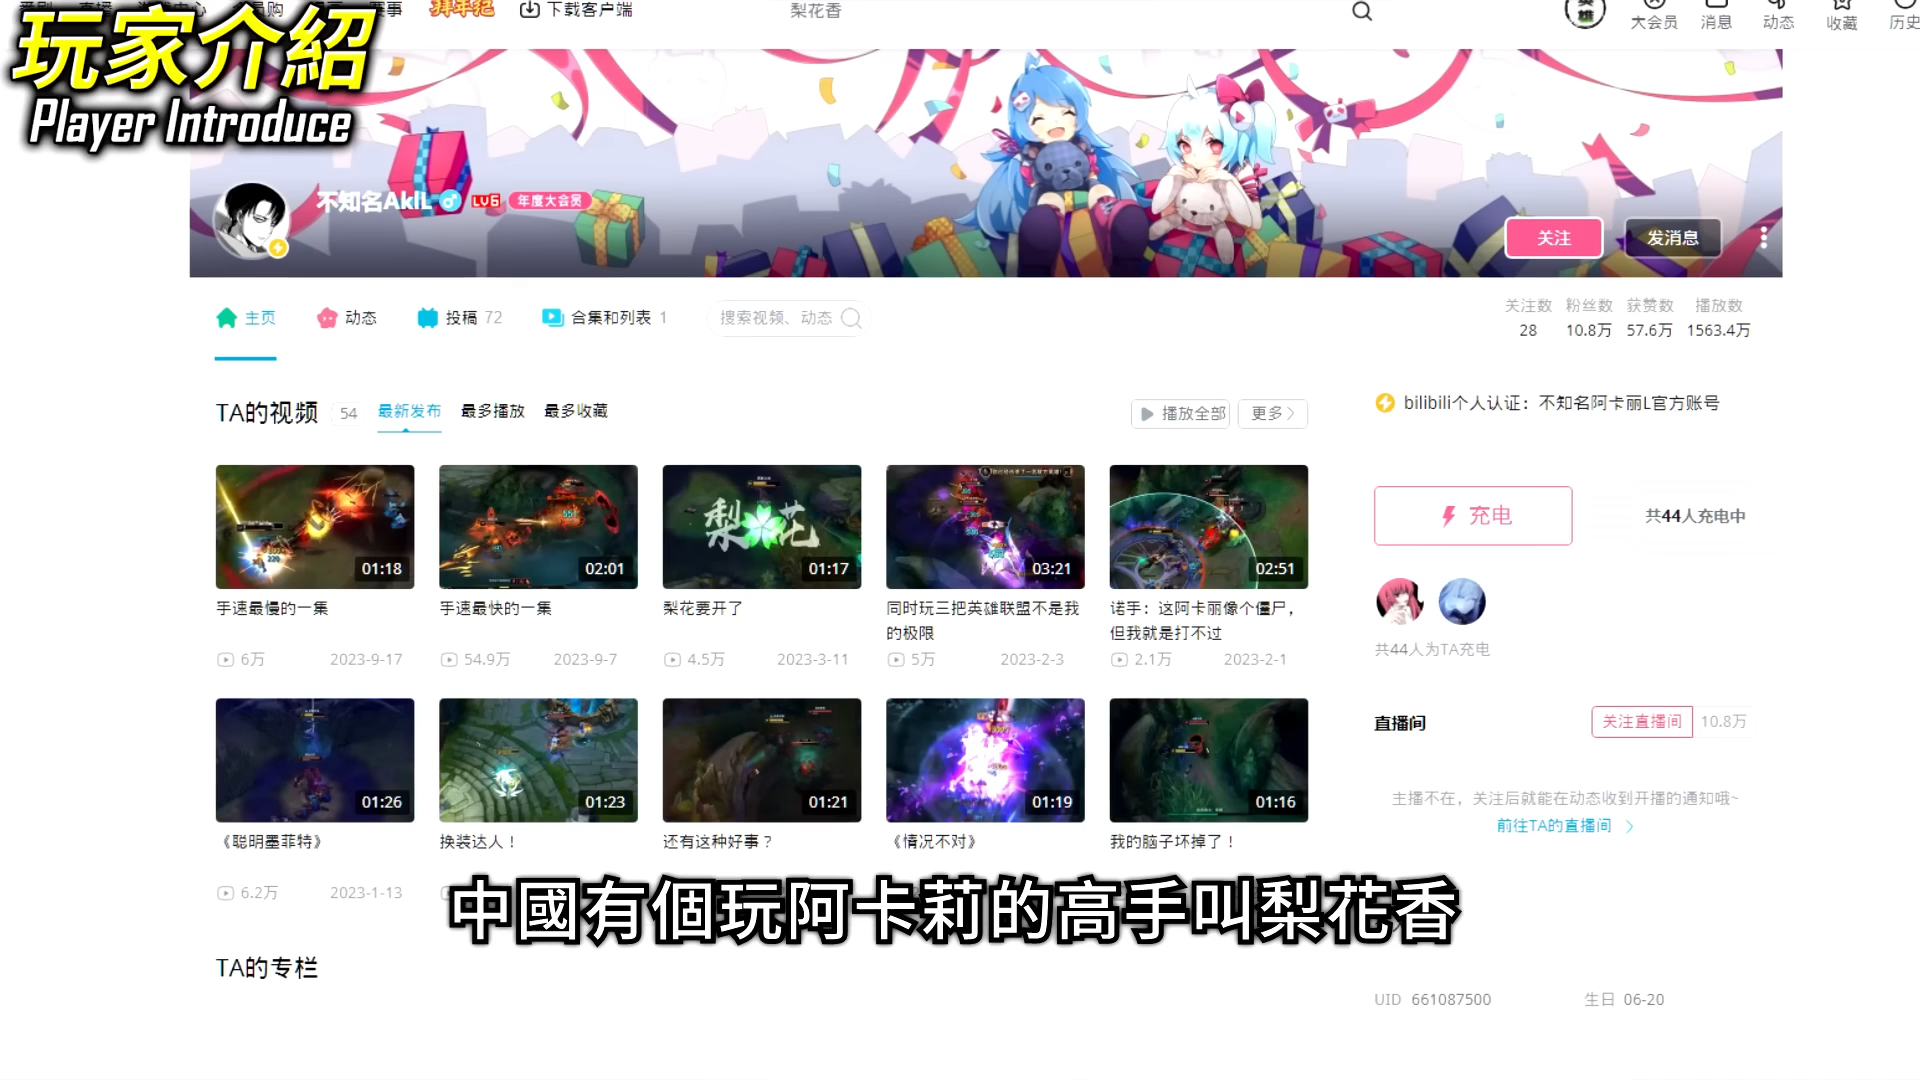 赛事
拜年纪
下载客户端
梨花香
大会员
消息
动态
收藏
历史
玩家介紹
Player Introduce
不知名AklL
LV6
年度大会员
关注
发消息
主页
动态
投稿 72
合集和列表 1
搜索视频、动态
关注数 粉丝数 获赞数 播放数
28 10.8万 57.6万 1563.4万
TA的视频 54 最新发布 最多播放 最多收藏
播放全部
更多
bilibili个人认证：不知名阿卡丽L官方账号
01:18
02:01
梨花
01:17
03:21
02:51
手速最慢的一集
手速最快的一集
梨花要开了
同时玩三把英雄联盟不是我的极限
诺手：这阿卡丽像个僵尸，但我就是打不过
6万 2023-9-17
54.9万 2023-9-7
4.5万 2023-3-11
5万 2023-2-3
2.1万 2023-2-1
充电
共44人充电中
共44人为TA充电
01:26
01:23
01:21
01:19
01:16
《聪明墨菲特》
换装达人！
还有这种好事？
《情况不对》
我的脑子坏掉了！
6.2万 2023-1-13
直播间
关注直播间 10.8万
主播不在，关注后就能在动态收到开播的通知哦~
前往TA的直播间
中國有個玩阿卡莉的高手叫梨花香
TA的专栏
UID 661087500
生日 06-20